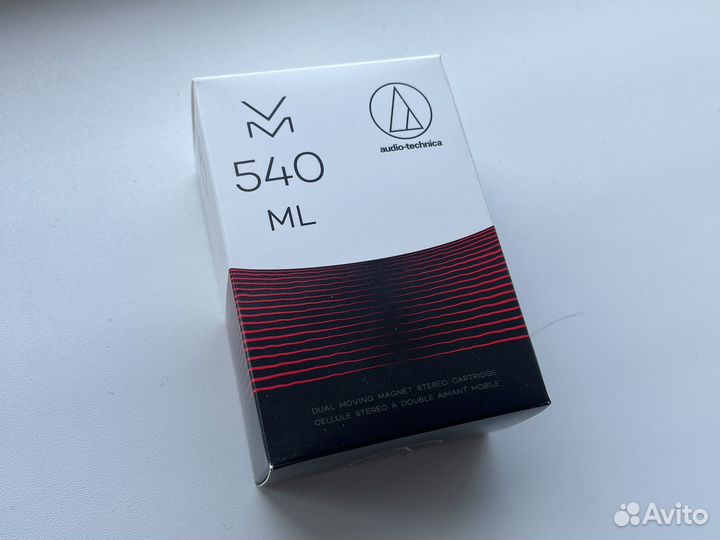 VM
540
ML
audio-technica
DUAL MOVING MAGNET STEREO CARTRIDGE
CELLULE STEREO À DOUBLE AIMANT MOBILE
Avito